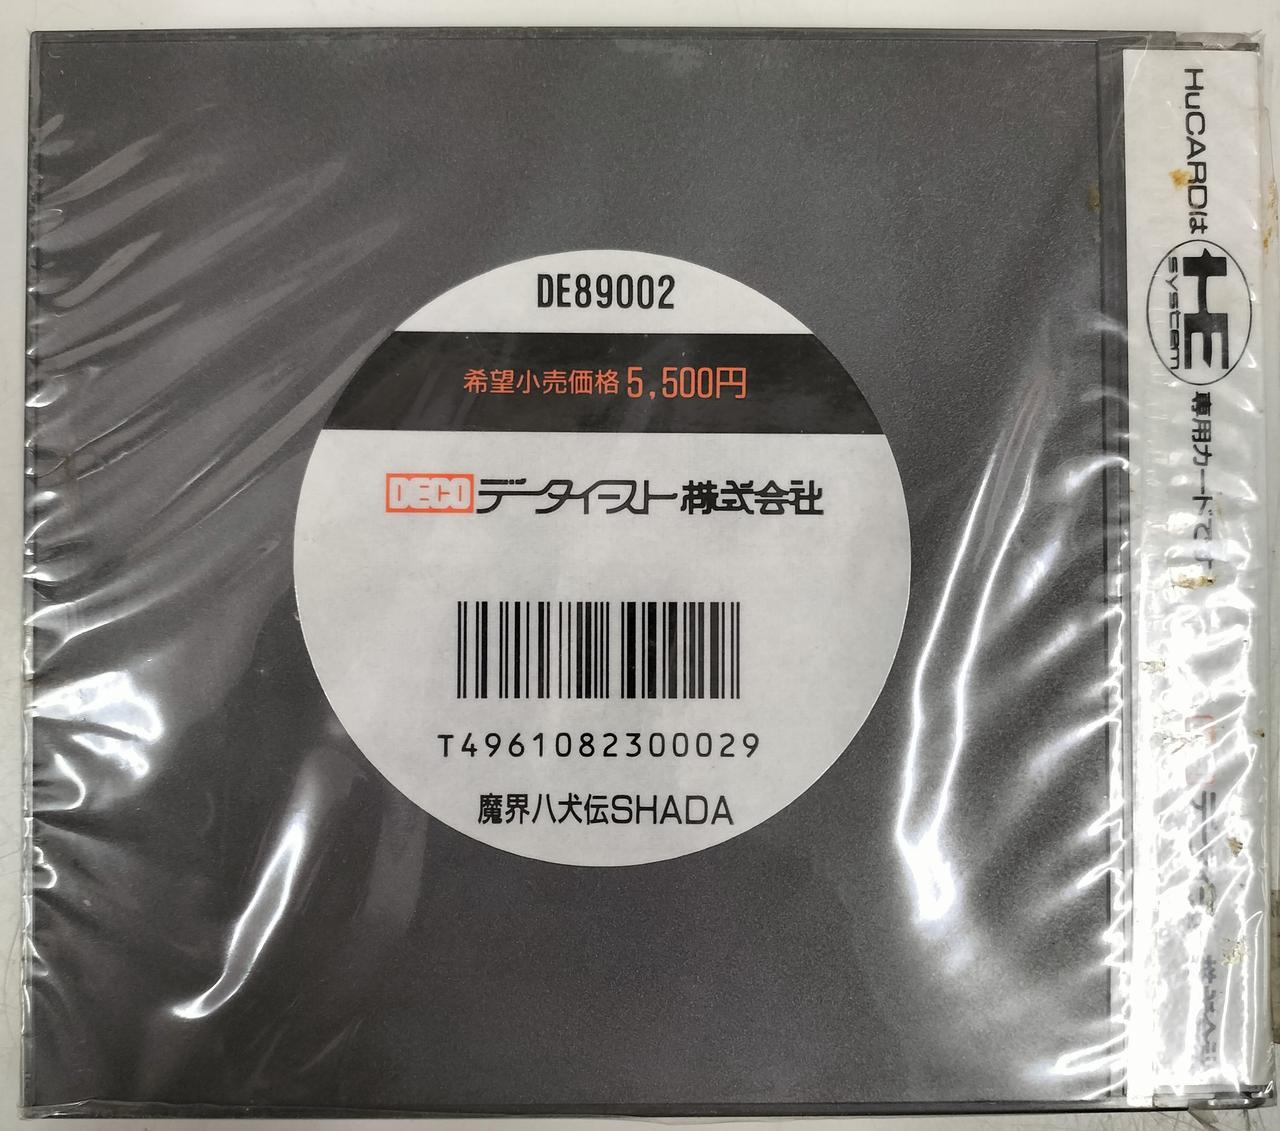 DE89002
希望小売価格 5,500円
DECO データイースト株式会社
T4961082300029
魔界八犬伝SHADA
HuCARDは HE system 専用カードです